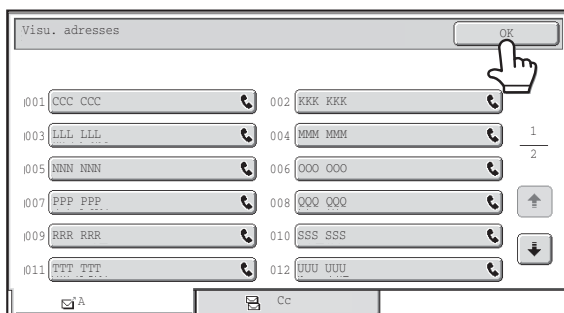 Visu. adresses
OK
001 CCC CCC
002 KKK KKK
003 LLL LLL
004 MMM MMM
1
2
005 NNN NNN
006 OOO OOO
007 PPP PPP
008 QQQ QQQ
009 RRR RRR
010 SSS SSS
011 TTT TTT
012 UUU UUU
A
Cc